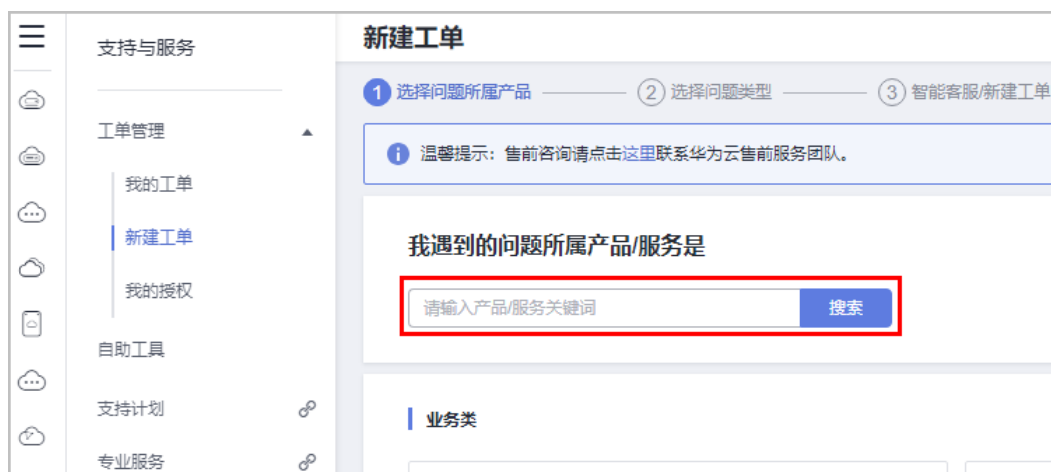 支持与服务
工单管理
我的工单
新建工单
我的授权
自助工具
支持计划
专业服务
新建工单
1 选择问题所属产品 2 选择问题类型 3 智能客服/新建工单
温馨提示：售前咨询请点击这里联系华为云售前服务团队。
我遇到的问题所属产品/服务是
请输入产品/服务关键词 搜索
业务类